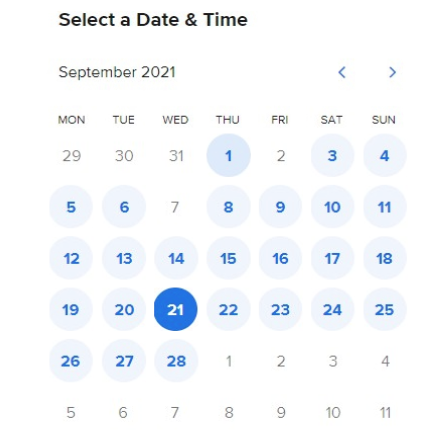 Select a Date & Time
September 2021
MON TUE WED THU FRI SAT SUN
29 30 31 1 2 3 4
5 6 7 8 9 10 11
12 13 14 15 16 17 18
19 20 21 22 23 24 25
26 27 28 1 2 3 4
5 6 7 8 9 10 11